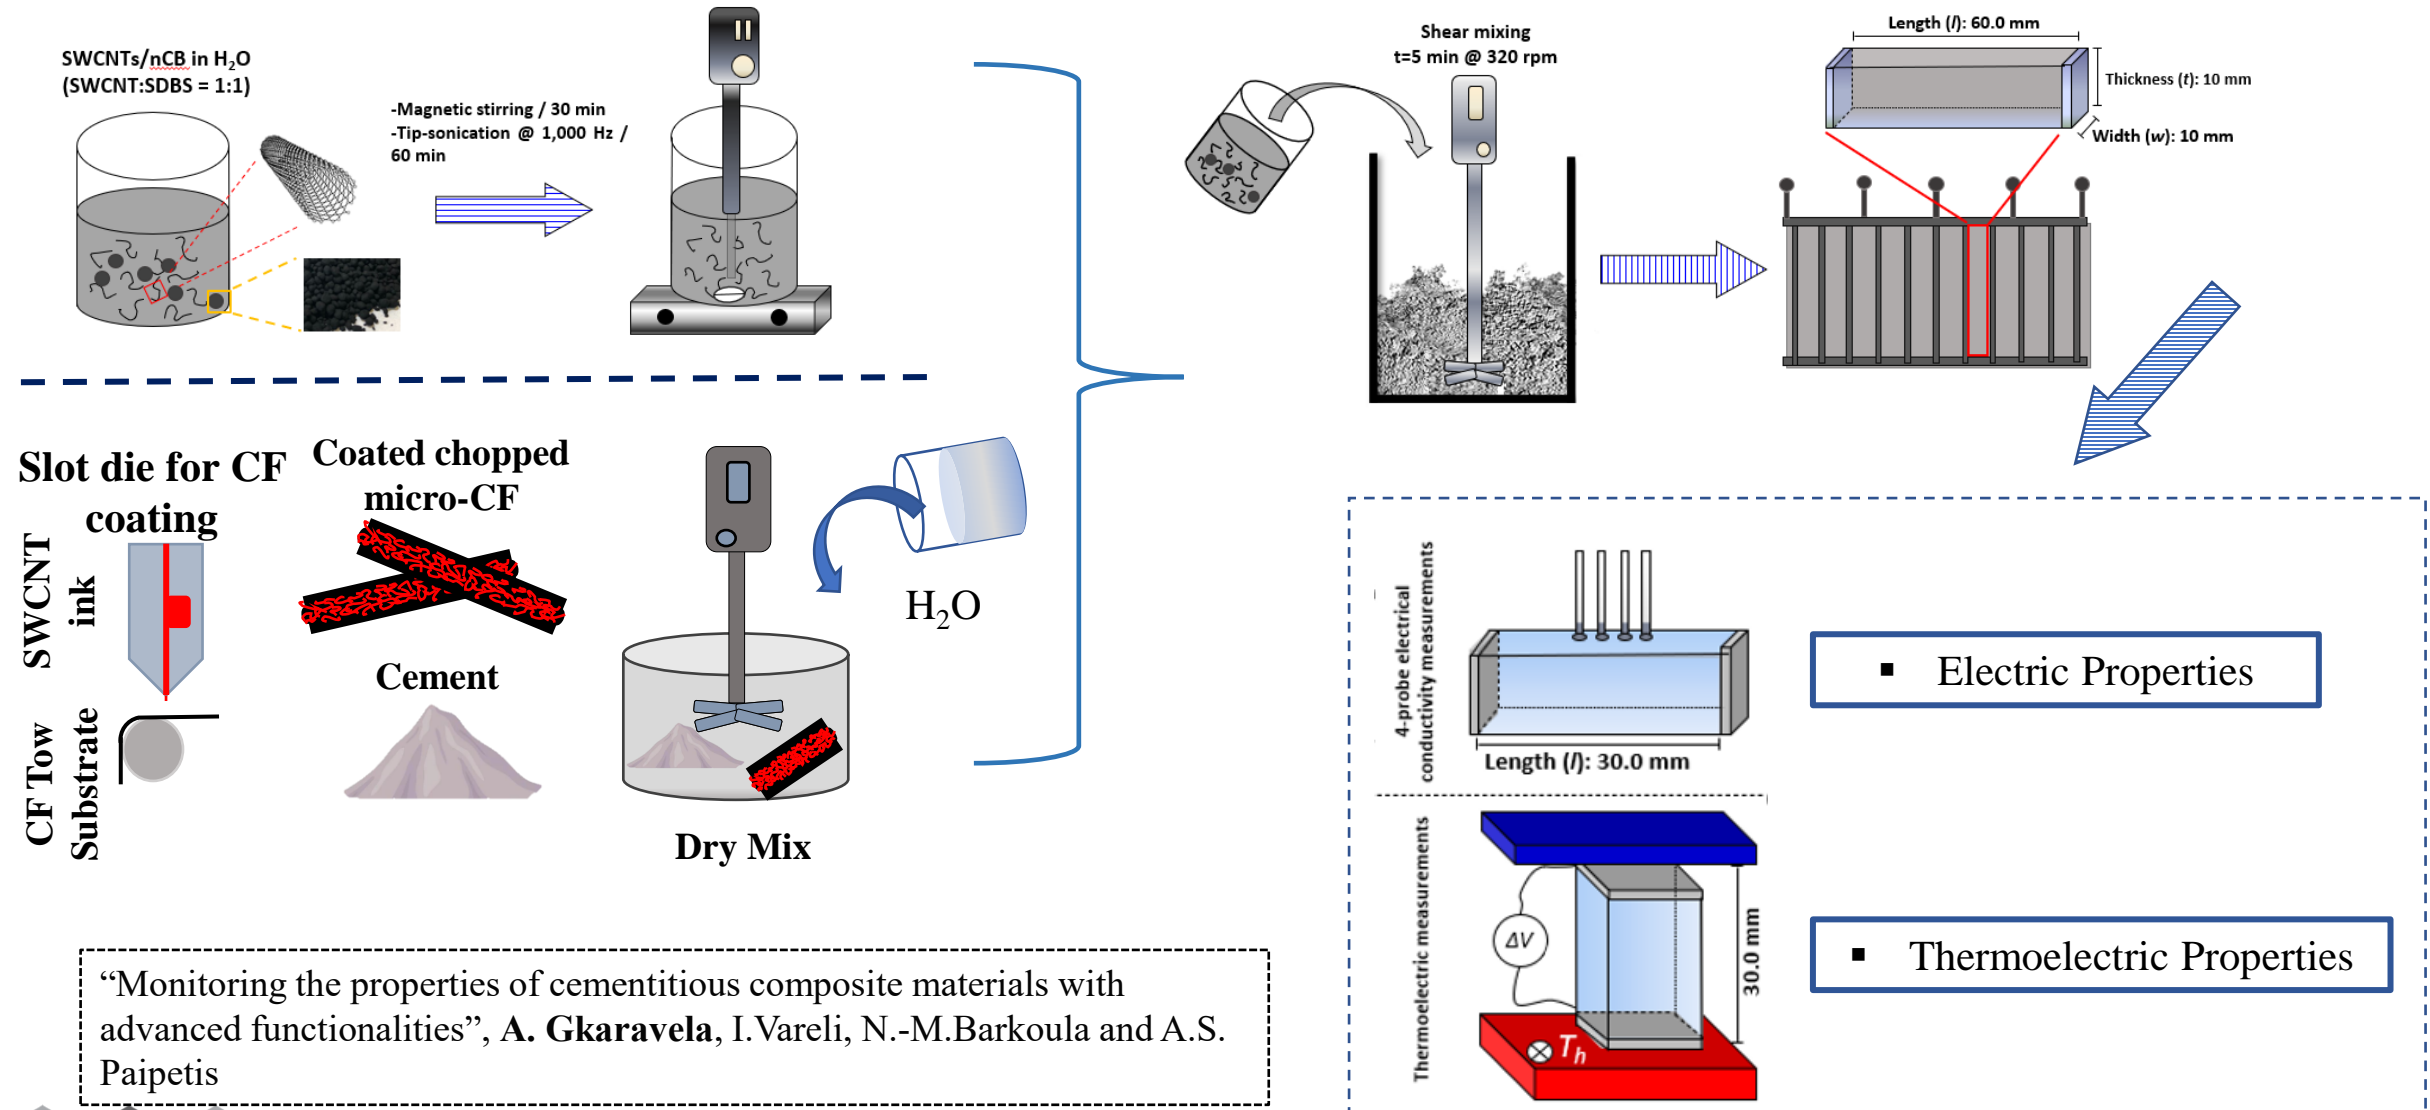 SWCNTs/nCB in H₂O
(SWCNT:SDBS = 1:1)
-Magnetic stirring / 30 min
-Tip-sonication @ 1,000 Hz /
60 min
Shear mixing
t=5 min @ 320 rpm
Length (l): 60.0 mm
Thickness (t): 10 mm
Width (w): 10 mm
Slot die for CF
coating
SWCNT
ink
CF Tow
Substrate
Coated chopped
micro-CF
Cement
H₂O
Dry Mix
4-probe electrical
conductivity measurements
Length (l): 30.0 mm
▪ Electric Properties
Thermoelectric measurements
ΔV
30.0 mm
Th
▪ Thermoelectric Properties
“Monitoring the properties of cementitious composite materials with
advanced functionalities”, A. Gkaravela, I.Vareli, N.-M.Barkoula and A.S.
Paipetis